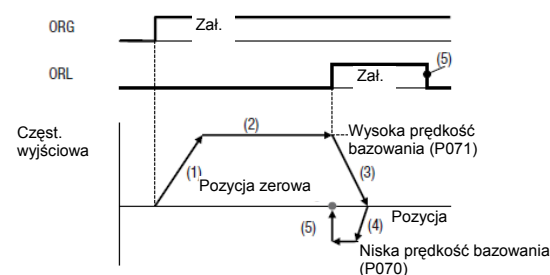 ORG
Zał.
ORL
Zał.
(5)
Częst.
wyjściowa
(2)
Wysoka prędkość
bazowania (P071)
(1)
(3)
Pozycja zerowa
Pozycja
(5)
(4)
Niska prędkość bazowania
(P070)